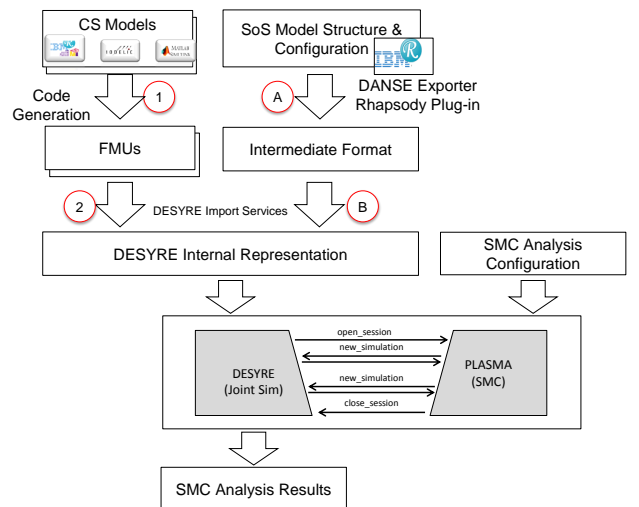 CS Models
MATLAB
SoS Model Structure &
Configuration
IBM
R
DANSE Exporter
Rhapsody Plug-in
Code
Generation
1
A
FMUs
Intermediate Format
2
DESYRE Import Services
B
DESYRE Internal Representation
SMC Analysis
Configuration
open_session
new_simulation
DESYRE
(Joint Sim)
PLASMA
(SMC)
new_simulation
close_session
SMC Analysis Results